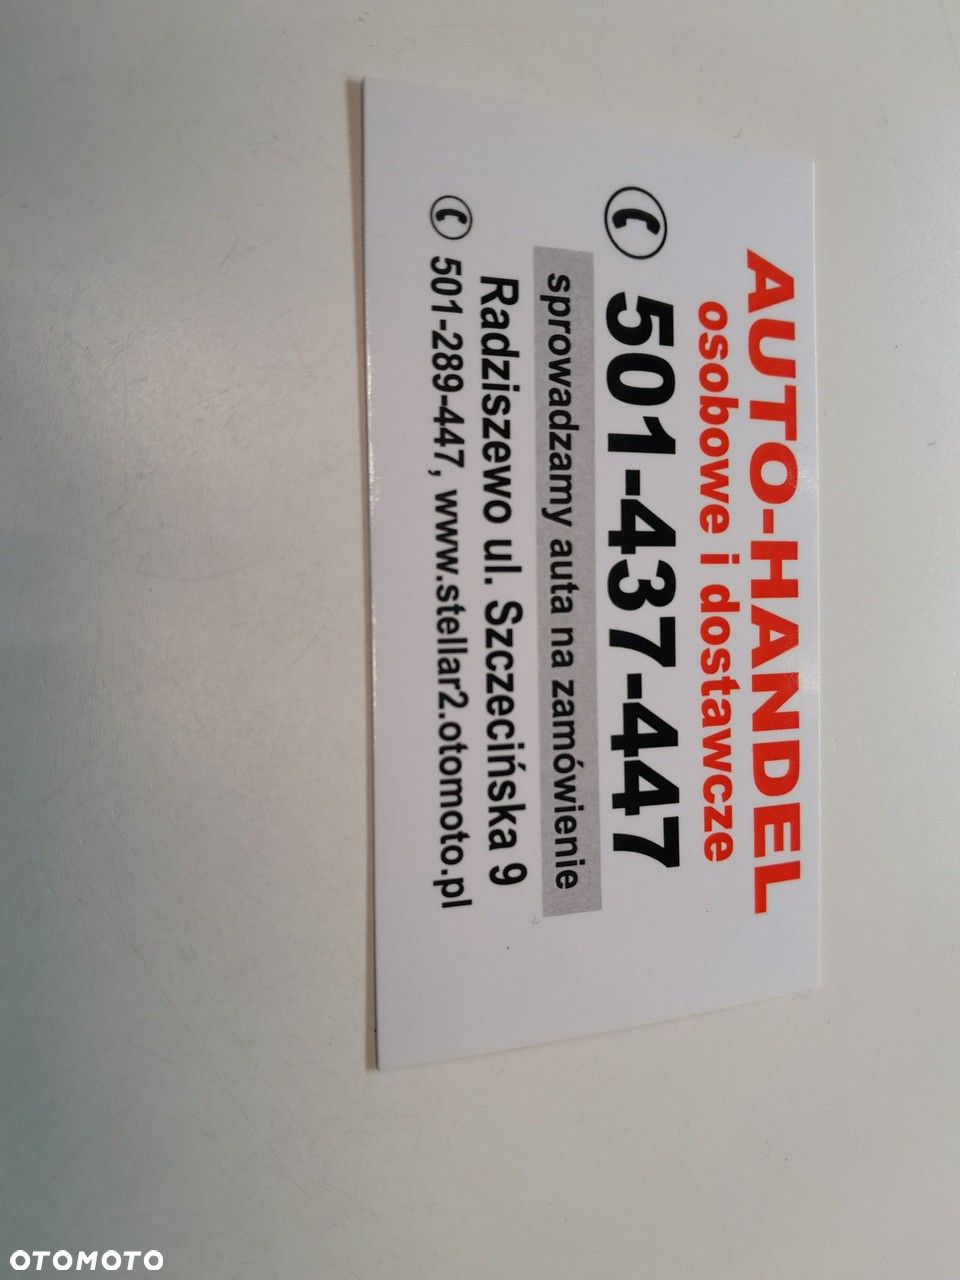 AUTO-HANDEL
osobowe i dostawcze
501-437-447
sprowadzamy auta na zamówienie
Radziszewo ul. Szczecińska 9
501-289-447, www.stellar2.otomoto.pl
OTOMOTO